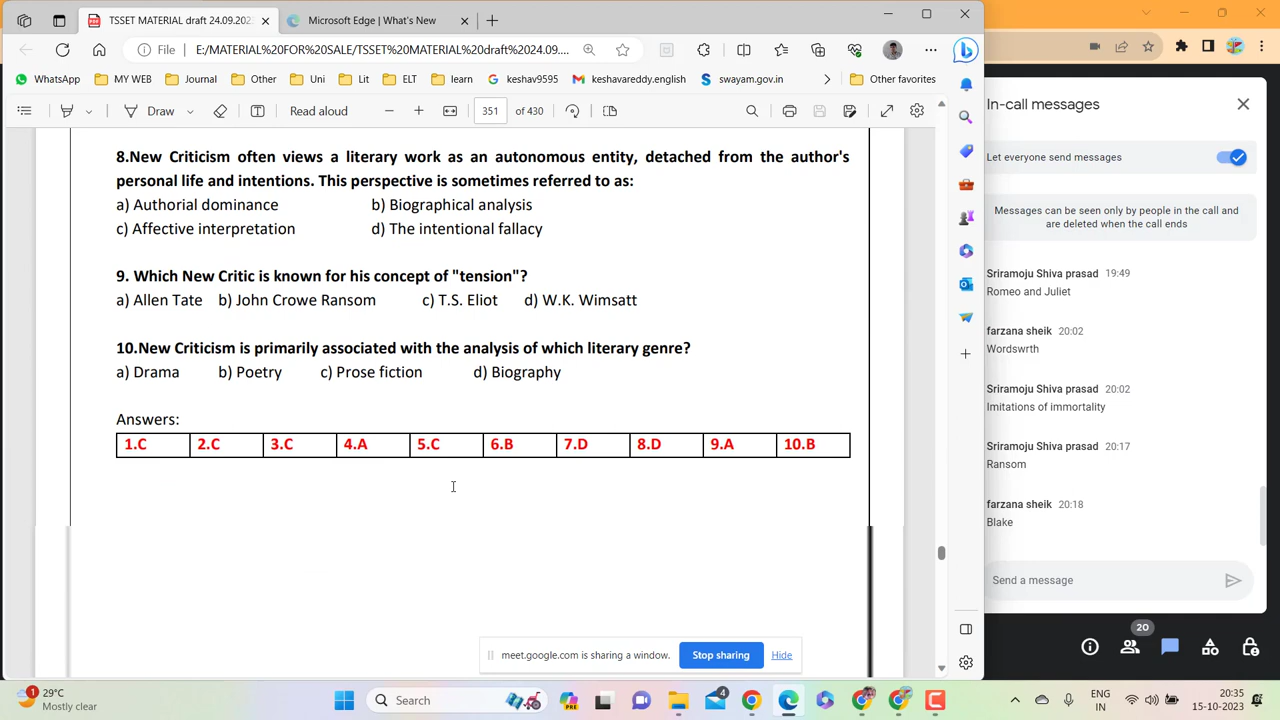 TSSET MATERIAL draft 24.09.202
Microsoft Edge | What's New
File
E:/MATERIAL%20FOR%20SALE/TSSET%20MATERIAL%20draft%2024.09....
WhatsApp
MY WEB
Journal
Other
Uni
Lit
ELT
learn
keshav9595
keshavareddy.english
swayam.gov.in
Other favorites
Draw
Read aloud
351
of 430
8.New Criticism often views a literary work as an autonomous entity, detached from the author's
personal life and intentions. This perspective is sometimes referred to as:
a) Authorial dominance b) Biographical analysis
c) Affective interpretation d) The intentional fallacy
9. Which New Critic is known for his concept of "tension"?
a) Allen Tate b) John Crowe Ransom c) T.S. Eliot d) W.K. Wimsatt
10.New Criticism is primarily associated with the analysis of which literary genre?
a) Drama b) Poetry c) Prose fiction d) Biography
Answers:
1.C 2.C 3.C 4.A 5.C 6.B 7.D 8.D 9.A 10.B
meet.google.com is sharing a window.
Stop sharing
Hide
In-call messages
Let everyone send messages
Messages can be seen only by people in the call and
are deleted when the call ends
Sriramoju Shiva prasad 19:49
Romeo and Juliet
farzana sheik 20:02
Wordswrth
Sriramoju Shiva prasad 20:02
Imitations of immortality
Sriramoju Shiva prasad 20:17
Ransom
farzana sheik 20:18
Blake
Send a message
20
1
29°C
Mostly clear
Search
PRE
4
ENG
IN
20:35
15-10-2023